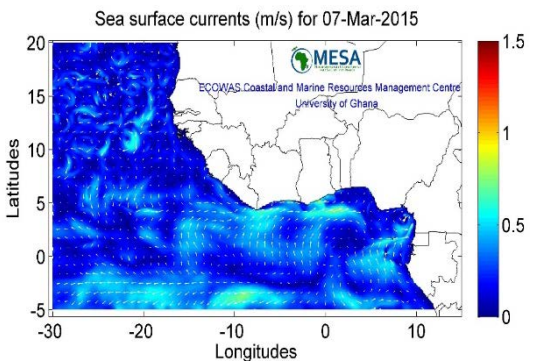 Sea surface currents (m/s) for 07-Mar-2015
MESA
ECOWAS Coastal and Marine Resources Management Centre
University of Ghana
Latitudes
20
15
10
5
0
-5
-30
-20
-10
0
10
Longitudes
1.5
1
0.5
0